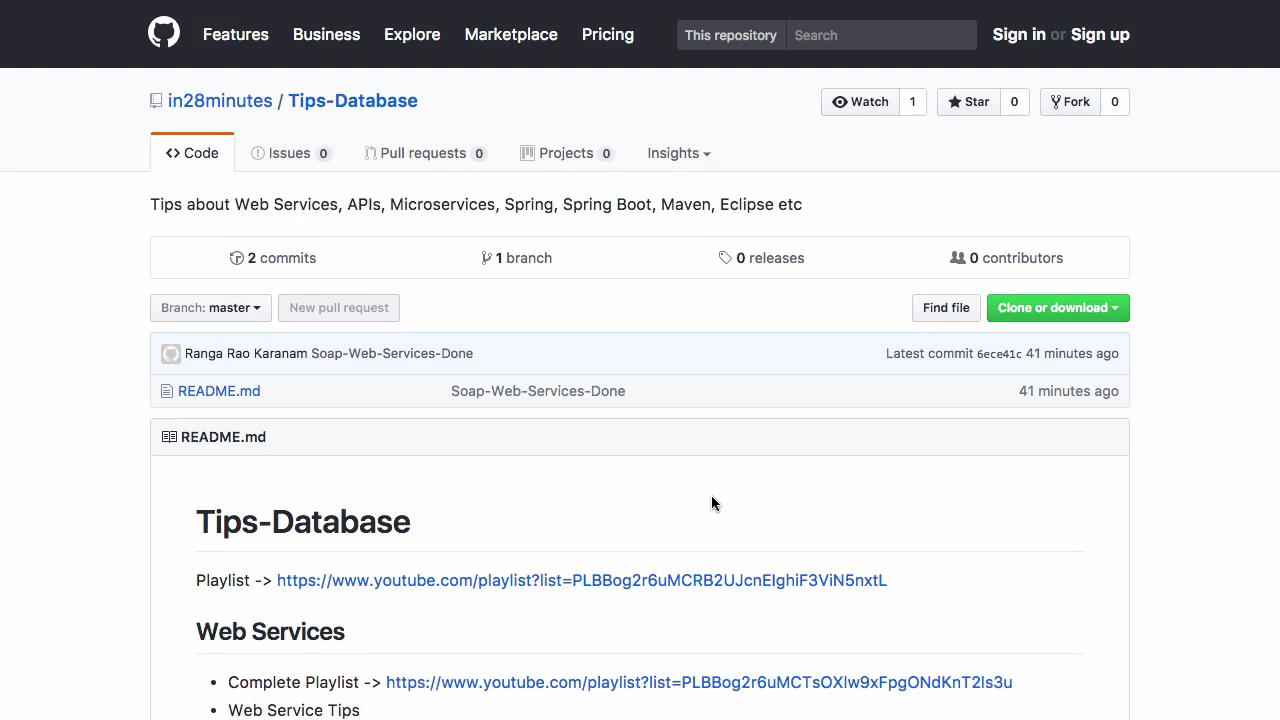 Features Business Explore Marketplace Pricing This repository Search Sign in or Sign up
in28minutes / Tips-Database Watch 1 Star 0 Fork 0
Code Issues 0 Pull requests 0 Projects 0 Insights
Tips about Web Services, APIs, Microservices, Spring, Spring Boot, Maven, Eclipse etc
2 commits 1 branch 0 releases 0 contributors
Branch: master New pull request Find file Clone or download
Ranga Rao Karanam Soap-Web-Services-Done Latest commit 6ece41c 41 minutes ago
README.md Soap-Web-Services-Done 41 minutes ago
README.md
Tips-Database
Playlist -> https://www.youtube.com/playlist?list=PLBBog2r6uMCRB2UJcnEIghiF3ViN5nxtL
Web Services
• Complete Playlist -> https://www.youtube.com/playlist?list=PLBBog2r6uMCTsOXlw9xFpgONdKnT2ls3u
• Web Service Tips